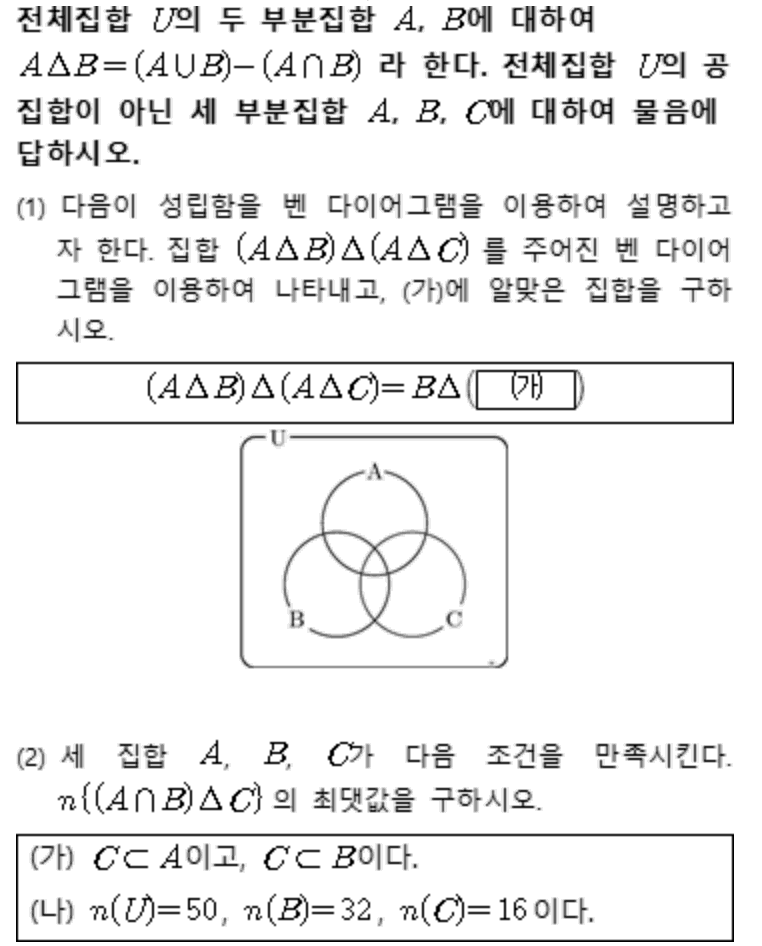 전체집합 U의 두 부분집합 A, B에 대하여
A△B=(A∪B)−(A∩B) 라 한다. 전체집합 U의 공
집합이 아닌 세 부분집합 A, B, C에 대하여 물음에
답하시오.
(1) 다음이 성립함을 벤 다이어그램을 이용하여 설명하고
자 한다. 집합 (A△B)△(A△C) 를 주어진 벤 다이어
그램을 이용하여 나타내고, (가)에 알맞은 집합을 구하
시오.
(A△B)△(A△C)=B△( (가) )
U
A
B C
(2) 세 집합 A, B, C가 다음 조건을 만족시킨다.
n{(A∩B)△C}의 최댓값을 구하시오.
(가) C⊂A이고, C⊂B이다.
(나) n(U)=50, n(B)=32, n(C)=16이다.